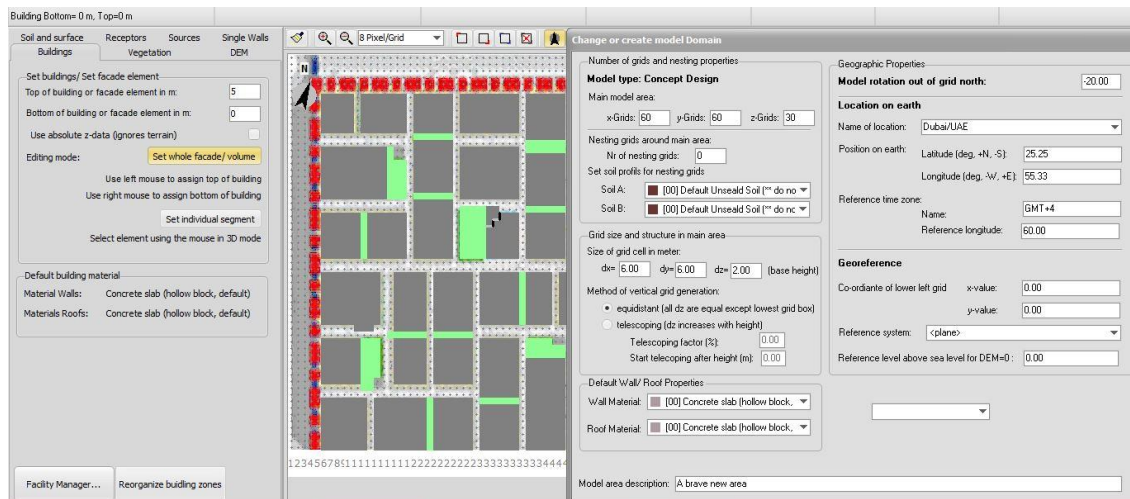 Building Bottom= 0 m, Top=0 m
Soil and surface Receptors Sources Single Walls
Buildings Vegetation DEM
Set buildings/ Set facade element
Top of building or facade element in m: 5
Bottom of building or facade element in m: 0
Use absolute z-data (ignores terrain)
Editing mode: Set whole facade/ volume
Use left mouse to assign top of building
Use right mouse to assign bottom of building
Set individual segment
Select element using the mouse in 3D mode
Default building material
Material Walls: Concrete slab (hollow block, default)
Materials Roofs: Concrete slab (hollow block, default)
Facility Manager...
Reorganize buidling zones
8 Pixel/Grid
N
1234567891111111112222222222333333333344444
Change or create model Domain
Number of grids and nesting properties
Model type: Concept Design
Main model area:
x-Grids: 60 y-Grids: 60 z-Grids: 30
Nesting grids around main area:
Nr of nesting grids: 0
Set soil profils for nesting grids
Soil A: [00] Default Unseald Soil (** do no
Soil B: [00] Default Unseald Soil (** do nc
Grid size and structure in main area
Size of grid cell in meter:
dx= 6.00 dy= 6.00 dz= 2.00 (base height)
Method of vertical grid generation:
equidistant (all dz are equal except lowest grid box)
telescoping (dz increases with height)
Telescoping factor (%): 0.00
Start telecoping after height (m): 0.00
Default Wall/ Roof Properties
Wall Material: [00] Concrete slab (hollow block,
Roof Material: [00] Concrete slab (hollow block,
Geographic Properties
Model rotation out of grid north: -20.00
Location on earth
Name of location: Dubai/UAE
Position on earth: Latitude (deg, +N, -S): 25.25
Longitude (deg, -W, +E): 55.33
Reference time zone:
Name: GMT+4
Reference longitude: 60.00
Georeference
Co-ordiante of lower left grid x-value: 0.00
y-value: 0.00
Reference system: <plane>
Reference level above sea level for DEM=0 : 0.00
Model area description: A brave new area